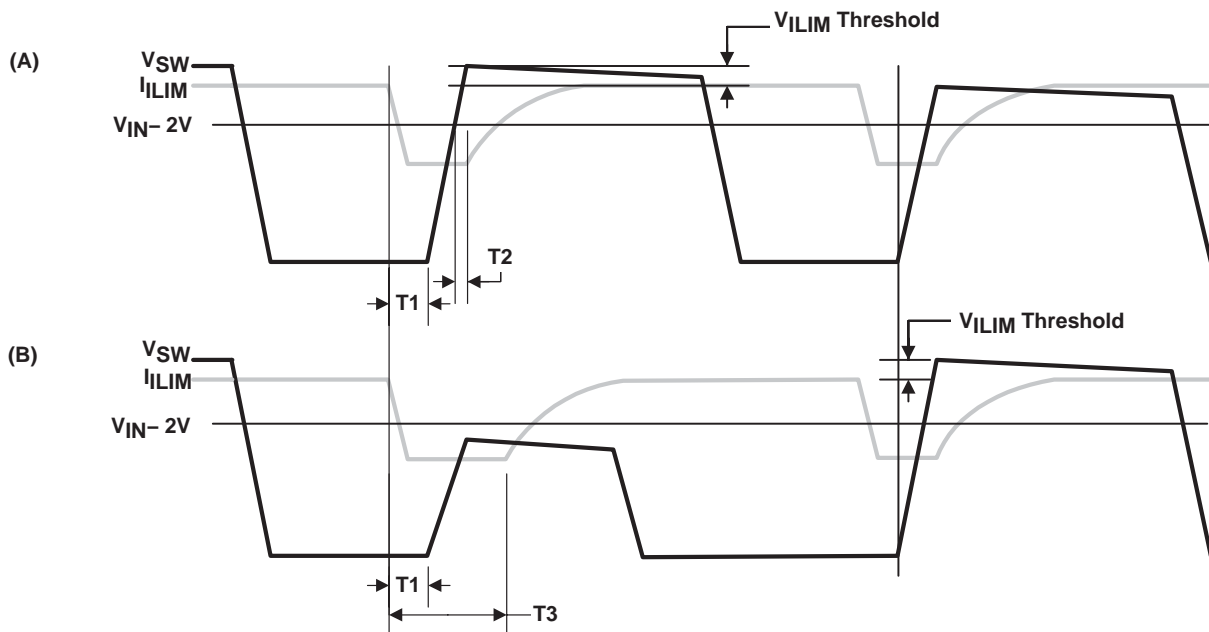 VILIM Threshold
(A)
VSW
IILIM
VIN– 2V
T2
T1
VILIM Threshold
(B)
VSW
IILIM
VIN– 2V
T1
T3